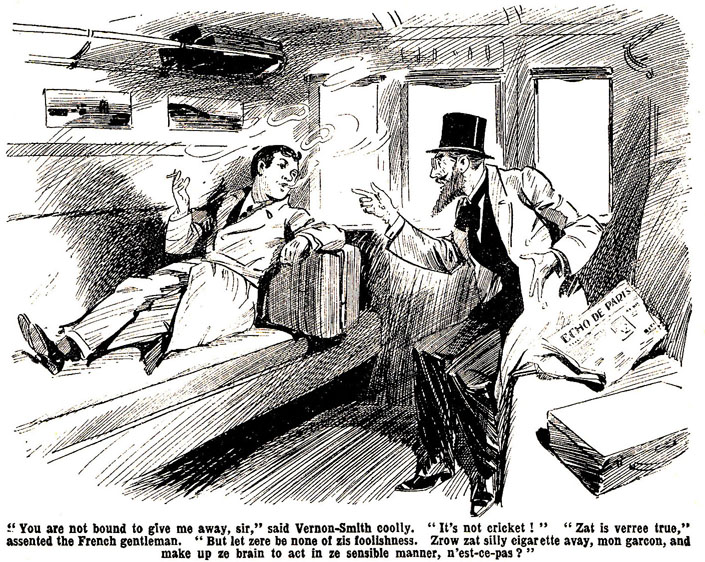 ECHO DE PARIS
“ You are not bound to give me away, sir,” said Vernon-Smith coolly. “ It's not cricket ! ” “ Zat is verree true,”
assented the French gentleman. “ But let zere be none of zis foolishness. Zrow zat silly cigarette avay, mon garcon, and
make up ze brain to act in ze sensible manner, n'est-ce-pas ? ”